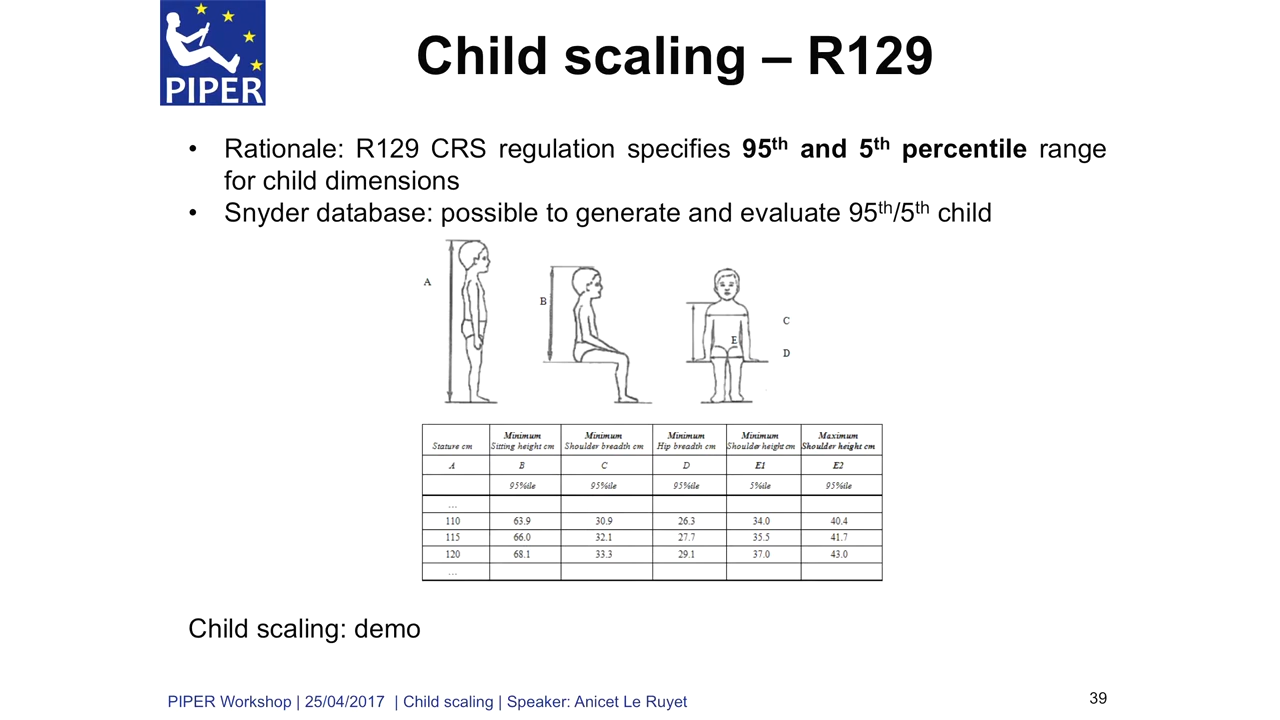 PIPER
Child scaling – R129
• Rationale: R129 CRS regulation specifies 95th and 5th percentile range
for child dimensions
• Snyder database: possible to generate and evaluate 95th/5th child
A
B
C
E
D
Stature cm | Minimum Sitting height cm | Minimum Shoulder breadth cm | Minimum Hip breadth cm | Minimum Shoulder height cm | Maximum Shoulder height cm
A | B | C | D | E1 | E2
95%ile | 95%ile | 95%ile | 5%ile | 95%ile
...
110 | 63.9 | 30.9 | 26.3 | 34.0 | 40.4
115 | 66.0 | 32.1 | 27.7 | 35.5 | 41.7
120 | 68.1 | 33.3 | 29.1 | 37.0 | 43.0
...
Child scaling: demo
PIPER Workshop | 25/04/2017 | Child scaling | Speaker: Anicet Le Ruyet
39